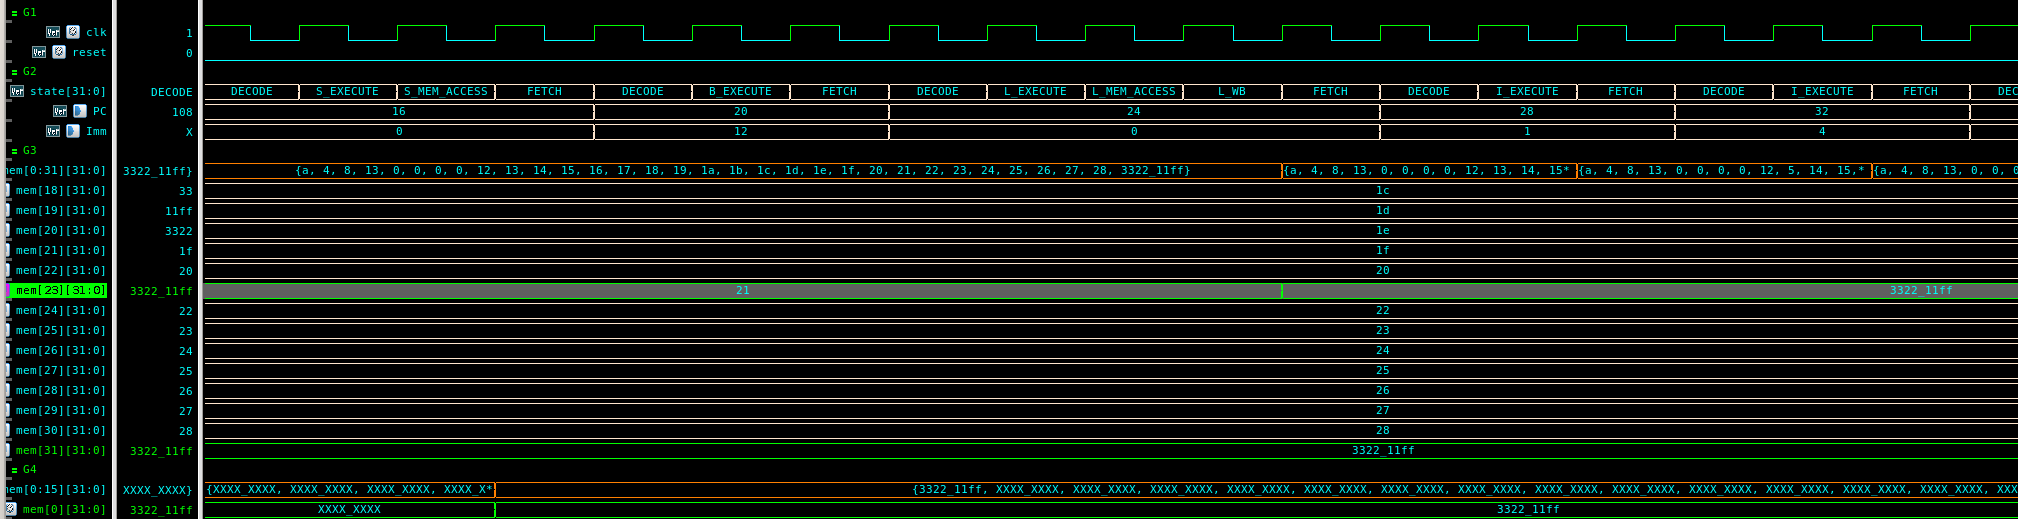 G1
clk 1
reset 0
G2
state[31:0] DECODE DECODE S_EXECUTE S_MEM_ACCESS FETCH DECODE B_EXECUTE FETCH DECODE L_EXECUTE L_MEM_ACCESS L_WB FETCH DECODE I_EXECUTE FETCH DECODE I_EXECUTE FETCH DEC
PC 108 16 20 24 28 32
Imm X 0 12 0 1 4
G3
mem[0:31][31:0] 3322_11ff} {a, 4, 8, 13, 0, 0, 0, 0, 12, 13, 14, 15, 16, 17, 18, 19, 1a, 1b, 1c, 1d, 1e, 1f, 20, 21, 22, 23, 24, 25, 26, 27, 28, 3322_11ff} {a, 4, 8, 13, 0, 0, 0, 0, 12, 13, 14, 15* {a, 4, 8, 13, 0, 0, 0, 0, 12, 5, 14, 15,* {a, 4, 8, 13, 0, 0, 0
mem[18][31:0] 33 1c
mem[19][31:0] 11ff 1d
mem[20][31:0] 3322 1e
mem[21][31:0] 1f 1f
mem[22][31:0] 20 20
mem[23][31:0] 3322_11ff 21 3322_11ff
mem[24][31:0] 22 22
mem[25][31:0] 23 23
mem[26][31:0] 24 24
mem[27][31:0] 25 25
mem[28][31:0] 26 26
mem[29][31:0] 27 27
mem[30][31:0] 28 28
mem[31][31:0] 3322_11ff 3322_11ff
G4
mem[0:15][31:0] XXXX_XXXX} {XXXX_XXXX, XXXX_XXXX, XXXX_XXXX, XXXX_X* {3322_11ff, XXXX_XXXX, XXXX_XXXX, XXXX_XXXX, XXXX_XXXX, XXXX_XXXX, XXXX_XXXX, XXXX_XXXX, XXXX_XXXX, XXXX_XXXX, XXXX_XXXX, XXXX_XXXX, XXXX_XXXX, XXXX_XXXX, XXX
mem[0][31:0] 3322_11ff XXXX_XXXX 3322_11ff